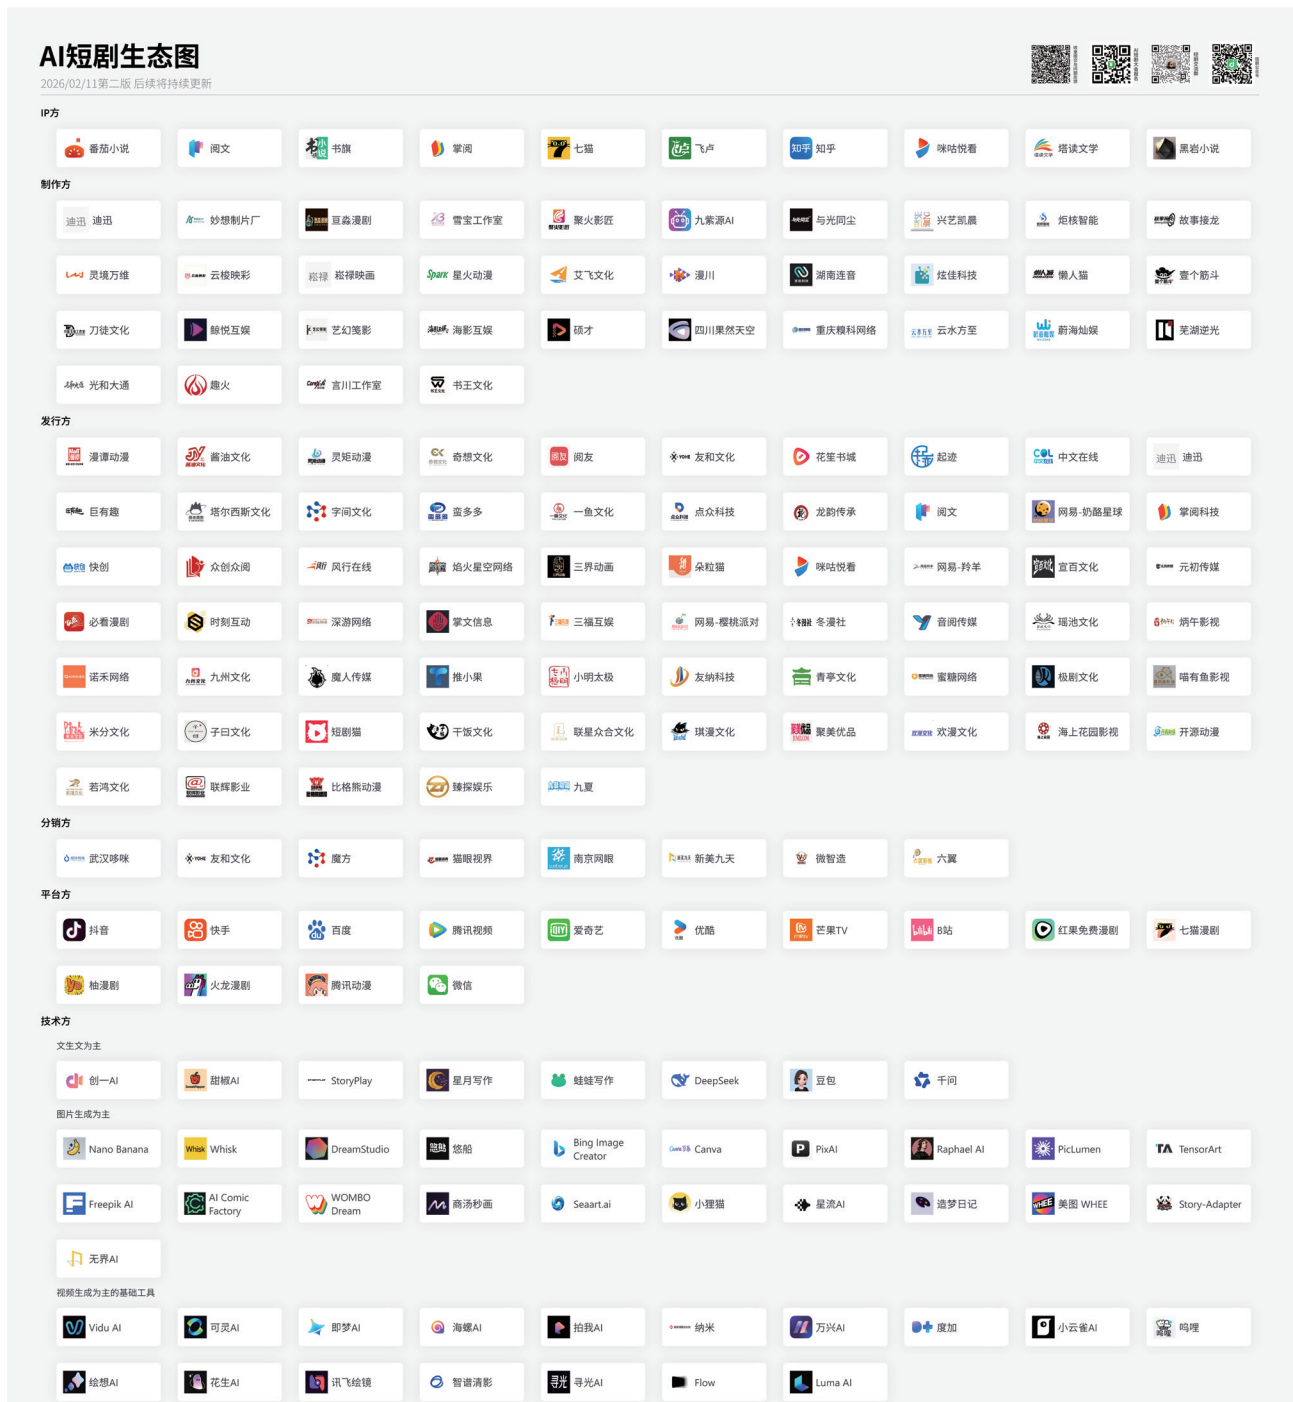 AI短剧生态图
2026/02/11第二版 后续将持续更新
IP方
番茄小说 阅文 书旗 掌阅 七猫 飞卢 知乎 咪咕悦看 塔读文学 黑岩小说
制作方
迪迅 妙想制片厂 亘淼漫剧 雪宝工作室 聚火影匠 九紫源AI 与光同尘 兴艺凯晨 炬核智能 故事接龙
灵境万维 云梭映彩 崧禄映画 星火动漫 艾飞文化 漫川 湖南连音 炫佳科技 懒人猫 壹个筋斗
刀徒文化 鲸悦互娱 艺幻笺影 海影互娱 硕才 四川果然天空 重庆糗科网络 云水方至 蔚海灿娱 芜湖逆光
光和大通 趣火 言川工作室 书王文化
发行方
漫谭动漫 酱油文化 灵矩动漫 奇想文化 阅友 友和文化 花笙书城 起迹 中文在线 迪迅
巨有趣 塔尔西斯文化 字间文化 蛮多多 一鱼文化 点众科技 龙韵传承 阅文 网易-奶酪星球 掌阅科技
快创 众创众阅 风行在线 焰火星空网络 三界动画 朵粒猫 咪咕悦看 网易-羚羊 宣百文化 元初传媒
必看漫剧 时刻互动 深游网络 掌文信息 三福互娱 网易-樱桃派对 冬漫社 音阅传媒 瑶池文化 炳午影视
诺禾网络 九州文化 魔人传媒 推小果 小明太极 友纳科技 青亭文化 蜜糖网络 极剧文化 喵有鱼影视
米分文化 子曰文化 短剧猫 干饭文化 联星众合文化 琪漫文化 聚美优品 欢漫文化 海上花园影视 开源动漫
若鸿文化 联辉影业 比格熊动漫 臻探娱乐 九夏
分销方
武汉哆咪 友和文化 魔方 猫眼视界 南京网眼 新美九天 微智造 六翼
平台方
抖音 快手 百度 腾讯视频 爱奇艺 优酷 芒果TV B站 红果免费漫剧 七猫漫剧
柚漫剧 火龙漫剧 腾讯动漫 微信
技术方
文生文为主
创一AI 甜椒AI StoryPlay 星月写作 蛙蛙写作 DeepSeek 豆包 千问
图片生成为主
Nano Banana Whisk DreamStudio 悠船 Bing Image Creator Canva PixAI Raphael AI PicLumen TensorArt
Freepik AI AI Comic Factory WOMBO Dream 商汤秒画 Seaart.ai 小狸猫 星流AI 造梦日记 美图 WHEE Story-Adapter
无界AI
视频生成为主的基础工具
Vidu AI 可灵AI 即梦AI 海螺AI 拍我AI 纳米 万兴AI 度加 小云雀AI 呜哩
绘想AI 花生AI 讯飞绘镜 智谱清影 寻光AI Flow Luma AI